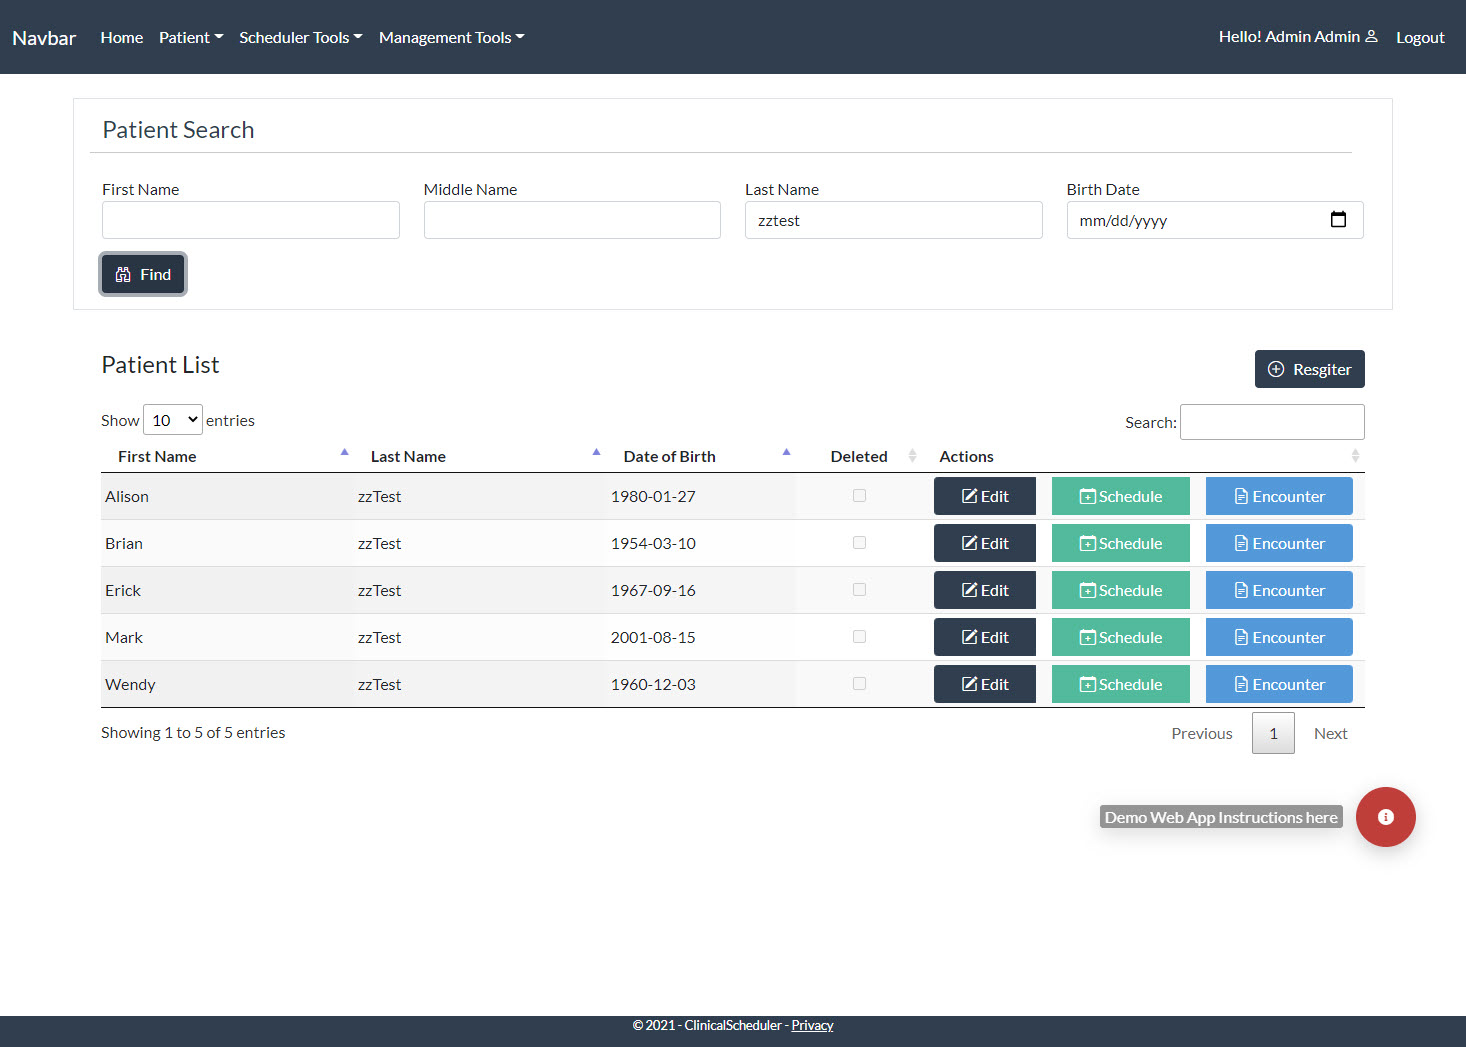 Navbar Home Patient Scheduler Tools Management Tools Hello! Admin Admin Logout
Patient Search
First Name Middle Name Last Name Birth Date
zztest mm/dd/yyyy
Find
Patient List Resgiter
Show 10 entries Search:
First Name Last Name Date of Birth Deleted Actions
Alison zzTest 1980-01-27 Edit Schedule Encounter
Brian zzTest 1954-03-10 Edit Schedule Encounter
Erick zzTest 1967-09-16 Edit Schedule Encounter
Mark zzTest 2001-08-15 Edit Schedule Encounter
Wendy zzTest 1960-12-03 Edit Schedule Encounter
Showing 1 to 5 of 5 entries Previous 1 Next
Demo Web App Instructions here
© 2021 - ClinicalScheduler - Privacy